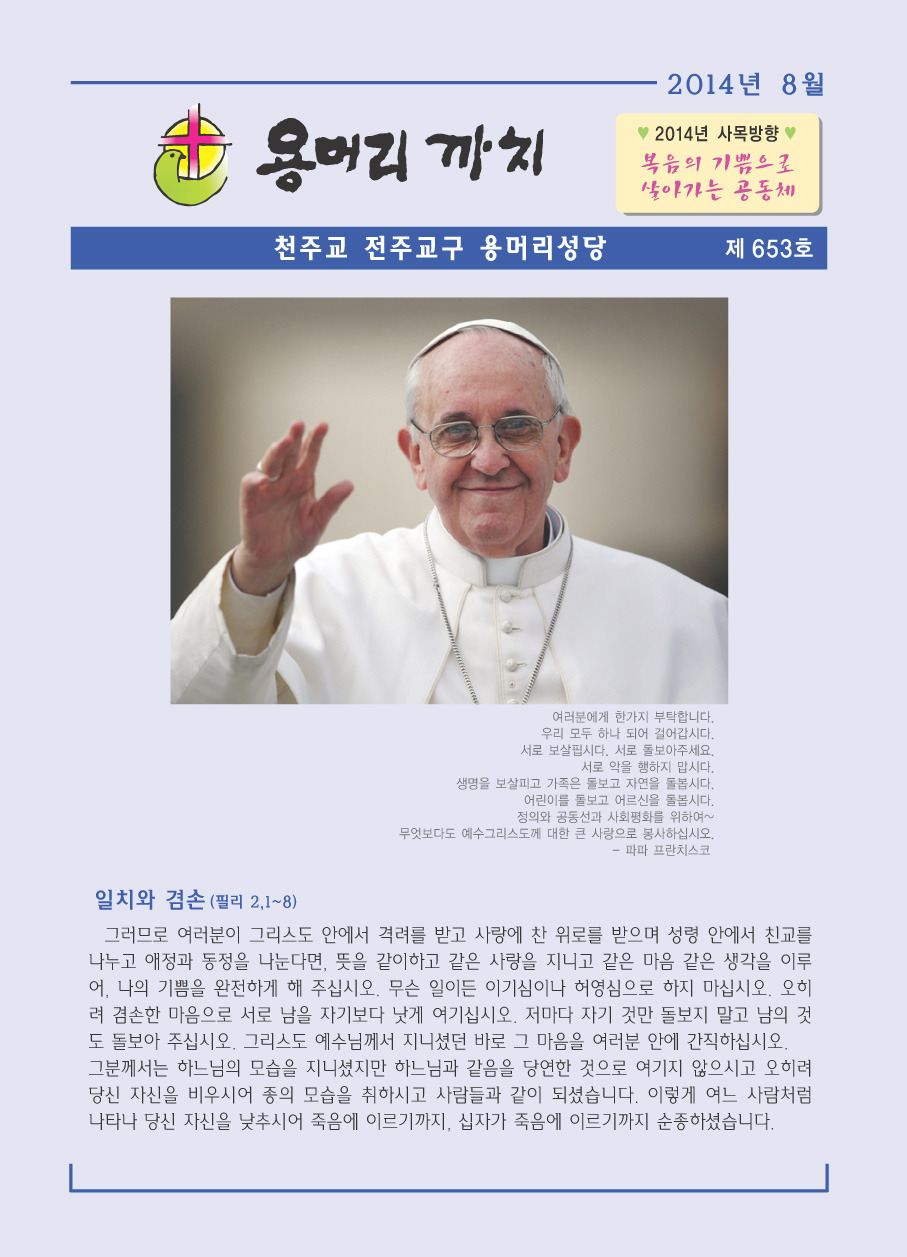 2014년 8월
용머리 까치
♥ 2014년 사목방향 ♥
복음의 기쁨으로
살아가는 공동체
천주교 전주교구 용머리성당
제 653호
여러분에게 한가지 부탁합니다.
우리 모두 하나 되어 걸어갑시다.
서로 보살핍시다. 서로 돌보아주세요.
서로 악을 행하지 맙시다.
생명을 보살피고 가족은 돌보고 자연을 돌봅시다.
어린이를 돌보고 어르신을 돌봅시다.
정의와 공동선과 사회평화를 위하여~
무엇보다도 예수그리스도께 대한 큰 사랑으로 봉사하십시오.
- 파파 프란치스코
일치와 겸손 (필리 2,1~8)
그러므로 여러분이 그리스도 안에서 격려를 받고 사랑에 찬 위로를 받으며 성령 안에서 친교를
나누고 애정과 동정을 나눈다면, 뜻을 같이하고 같은 사랑을 지니고 같은 마음 같은 생각을 이루
어, 나의 기쁨을 완전하게 해 주십시오. 무슨 일이든 이기심이나 허영심으로 하지 마십시오. 오히
려 겸손한 마음으로 서로 남을 자기보다 낫게 여기십시오. 저마다 자기 것만 돌보지 말고 남의 것
도 돌보아 주십시오. 그리스도 예수님께서 지니셨던 바로 그 마음을 여러분 안에 간직하십시오.
그분께서는 하느님의 모습을 지니셨지만 하느님과 같음을 당연한 것으로 여기지 않으시고 오히려
당신 자신을 비우시어 종의 모습을 취하시고 사람들과 같이 되셨습니다. 이렇게 여느 사람처럼
나타나 당신 자신을 낮추시어 죽음에 이르기까지, 십자가 죽음에 이르기까지 순종하셨습니다.